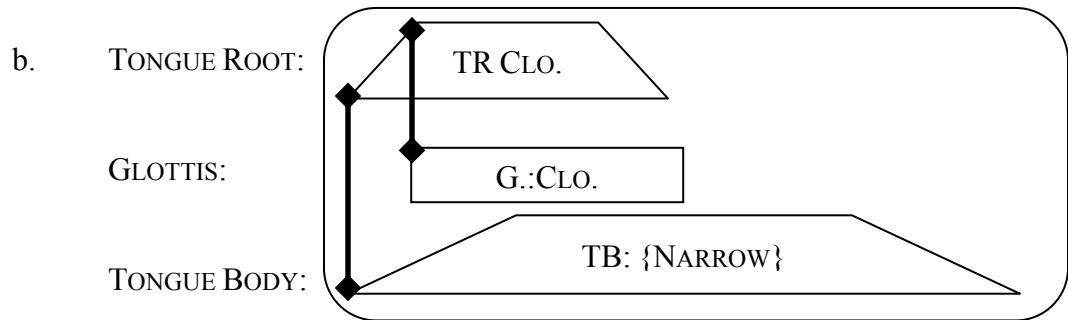 b. TONGUE ROOT: TR CLO.
GLOTTIS: G.:CLO.
TONGUE BODY: TB: {NARROW}